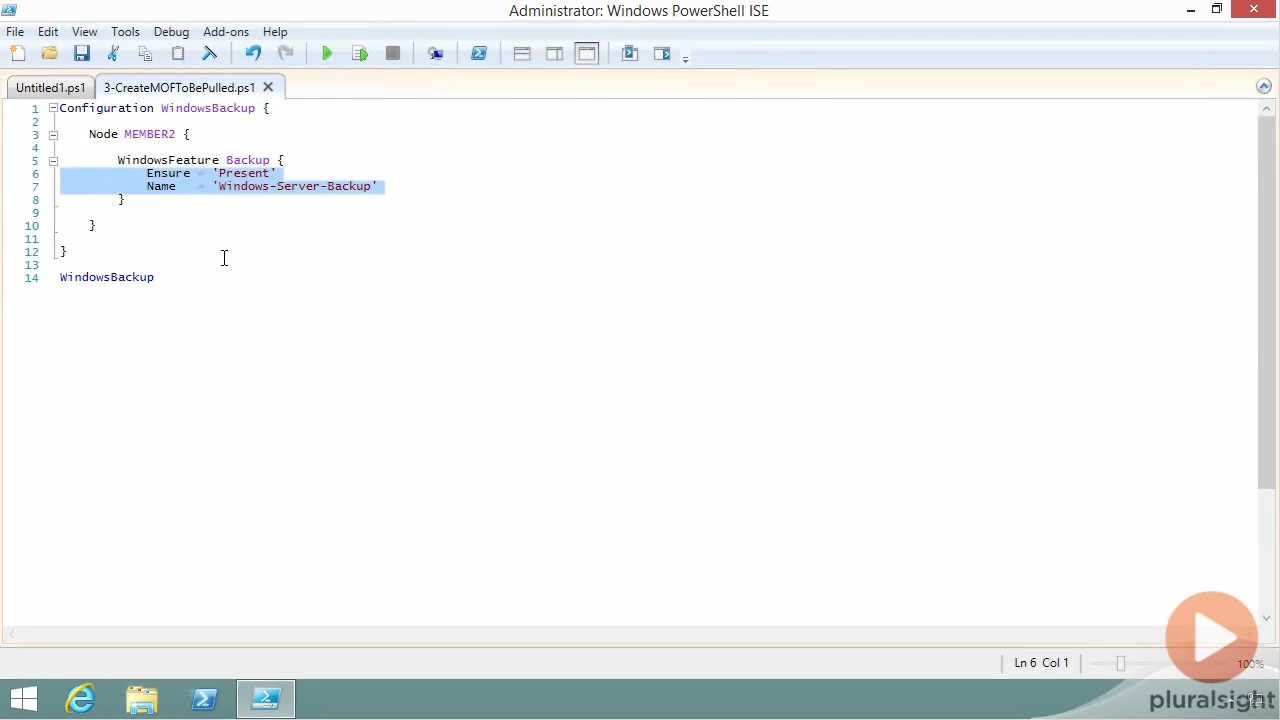 Administrator: Windows PowerShell ISE
File Edit View Tools Debug Add-ons Help
Untitled1.ps1 3-CreateMOFToBePulled.ps1
1 Configuration WindowsBackup {
2
3 Node MEMBER2 {
4
5 WindowsFeature Backup {
6 Ensure = 'Present'
7 Name = 'Windows-Server-Backup'
8 }
9
10 }
11
12 }
13
14 WindowsBackup
Ln 6 Col 1 100%
pluralsight